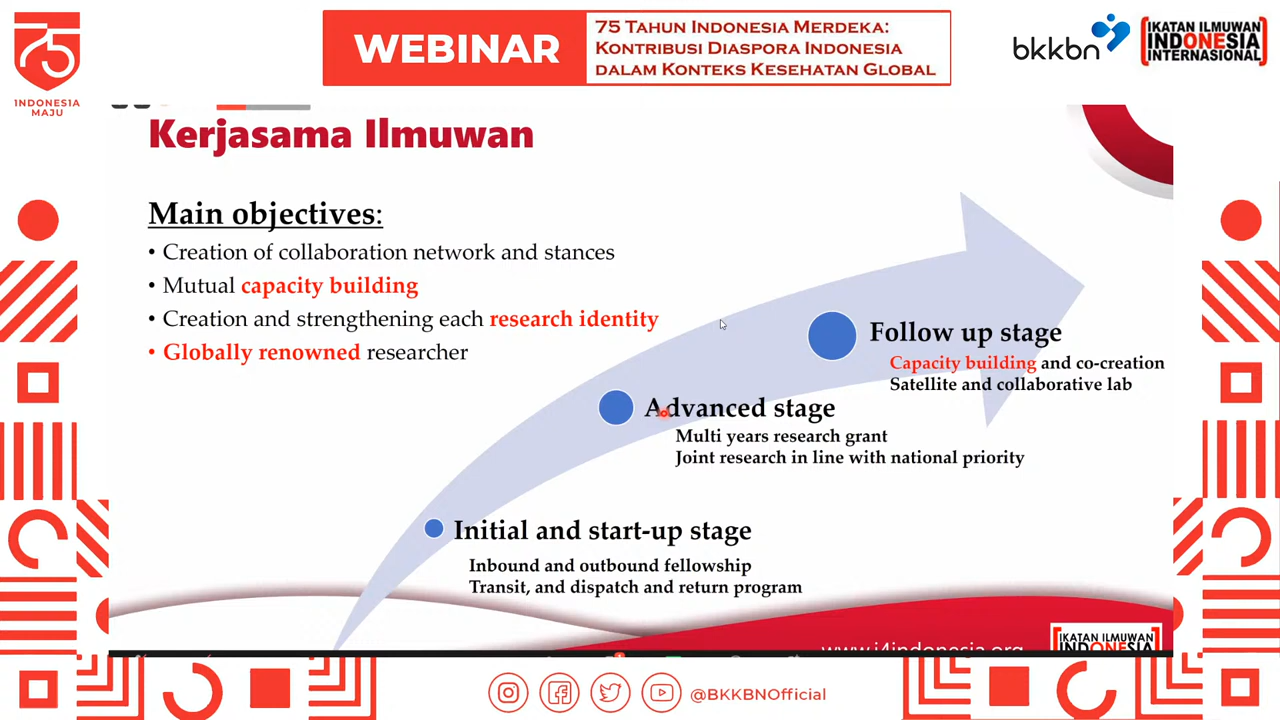 75
INDONESIA
MAJU
WEBINAR
75 TAHUN INDONESIA MERDEKA:
KONTRIBUSI DIASPORA INDONESIA
DALAM KONTEKS KESEHATAN GLOBAL
bkkbn
IKATAN ILMUWAN
INDONESIA
INTERNASIONAL
Kerjasama Ilmuwan
Main objectives:
• Creation of collaboration network and stances
• Mutual capacity building
• Creation and strengthening each research identity
• Globally renowned researcher
Follow up stage
Capacity building and co-creation
Satellite and collaborative lab
Advanced stage
Multi years research grant
Joint research in line with national priority
Initial and start-up stage
Inbound and outbound fellowship
Transit, and dispatch and return program
www.i4indonesia.org
IKATAN ILMUWAN
INDONESIA
@BKKBNOfficial